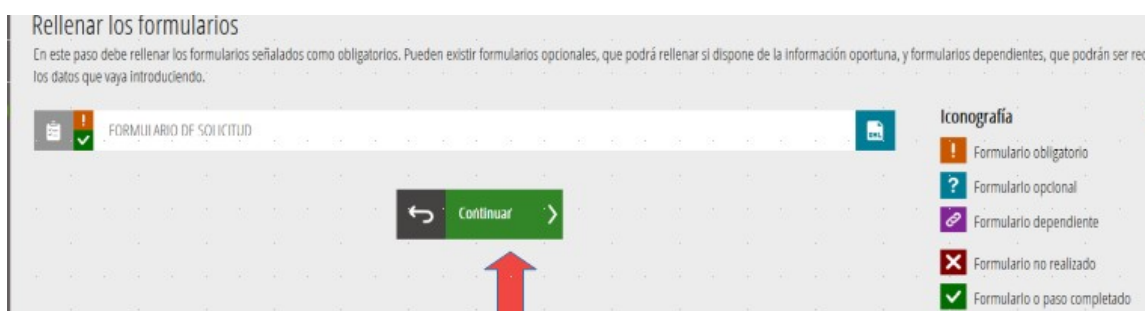 Rellenar los formularios
En este paso debe rellenar los formularios señalados como obligatorios. Pueden existir formularios opcionales, que podrá rellenar si dispone de la información oportuna, y formularios dependientes, que podrán ser rec
los datos que vaya introduciendo.
FORMULARIO DE SOLICITUD
XML
Continuar
Iconografía
! Formulario obligatorio
? Formulario opcional
Formulario dependiente
Formulario no realizado
Formulario o paso completado